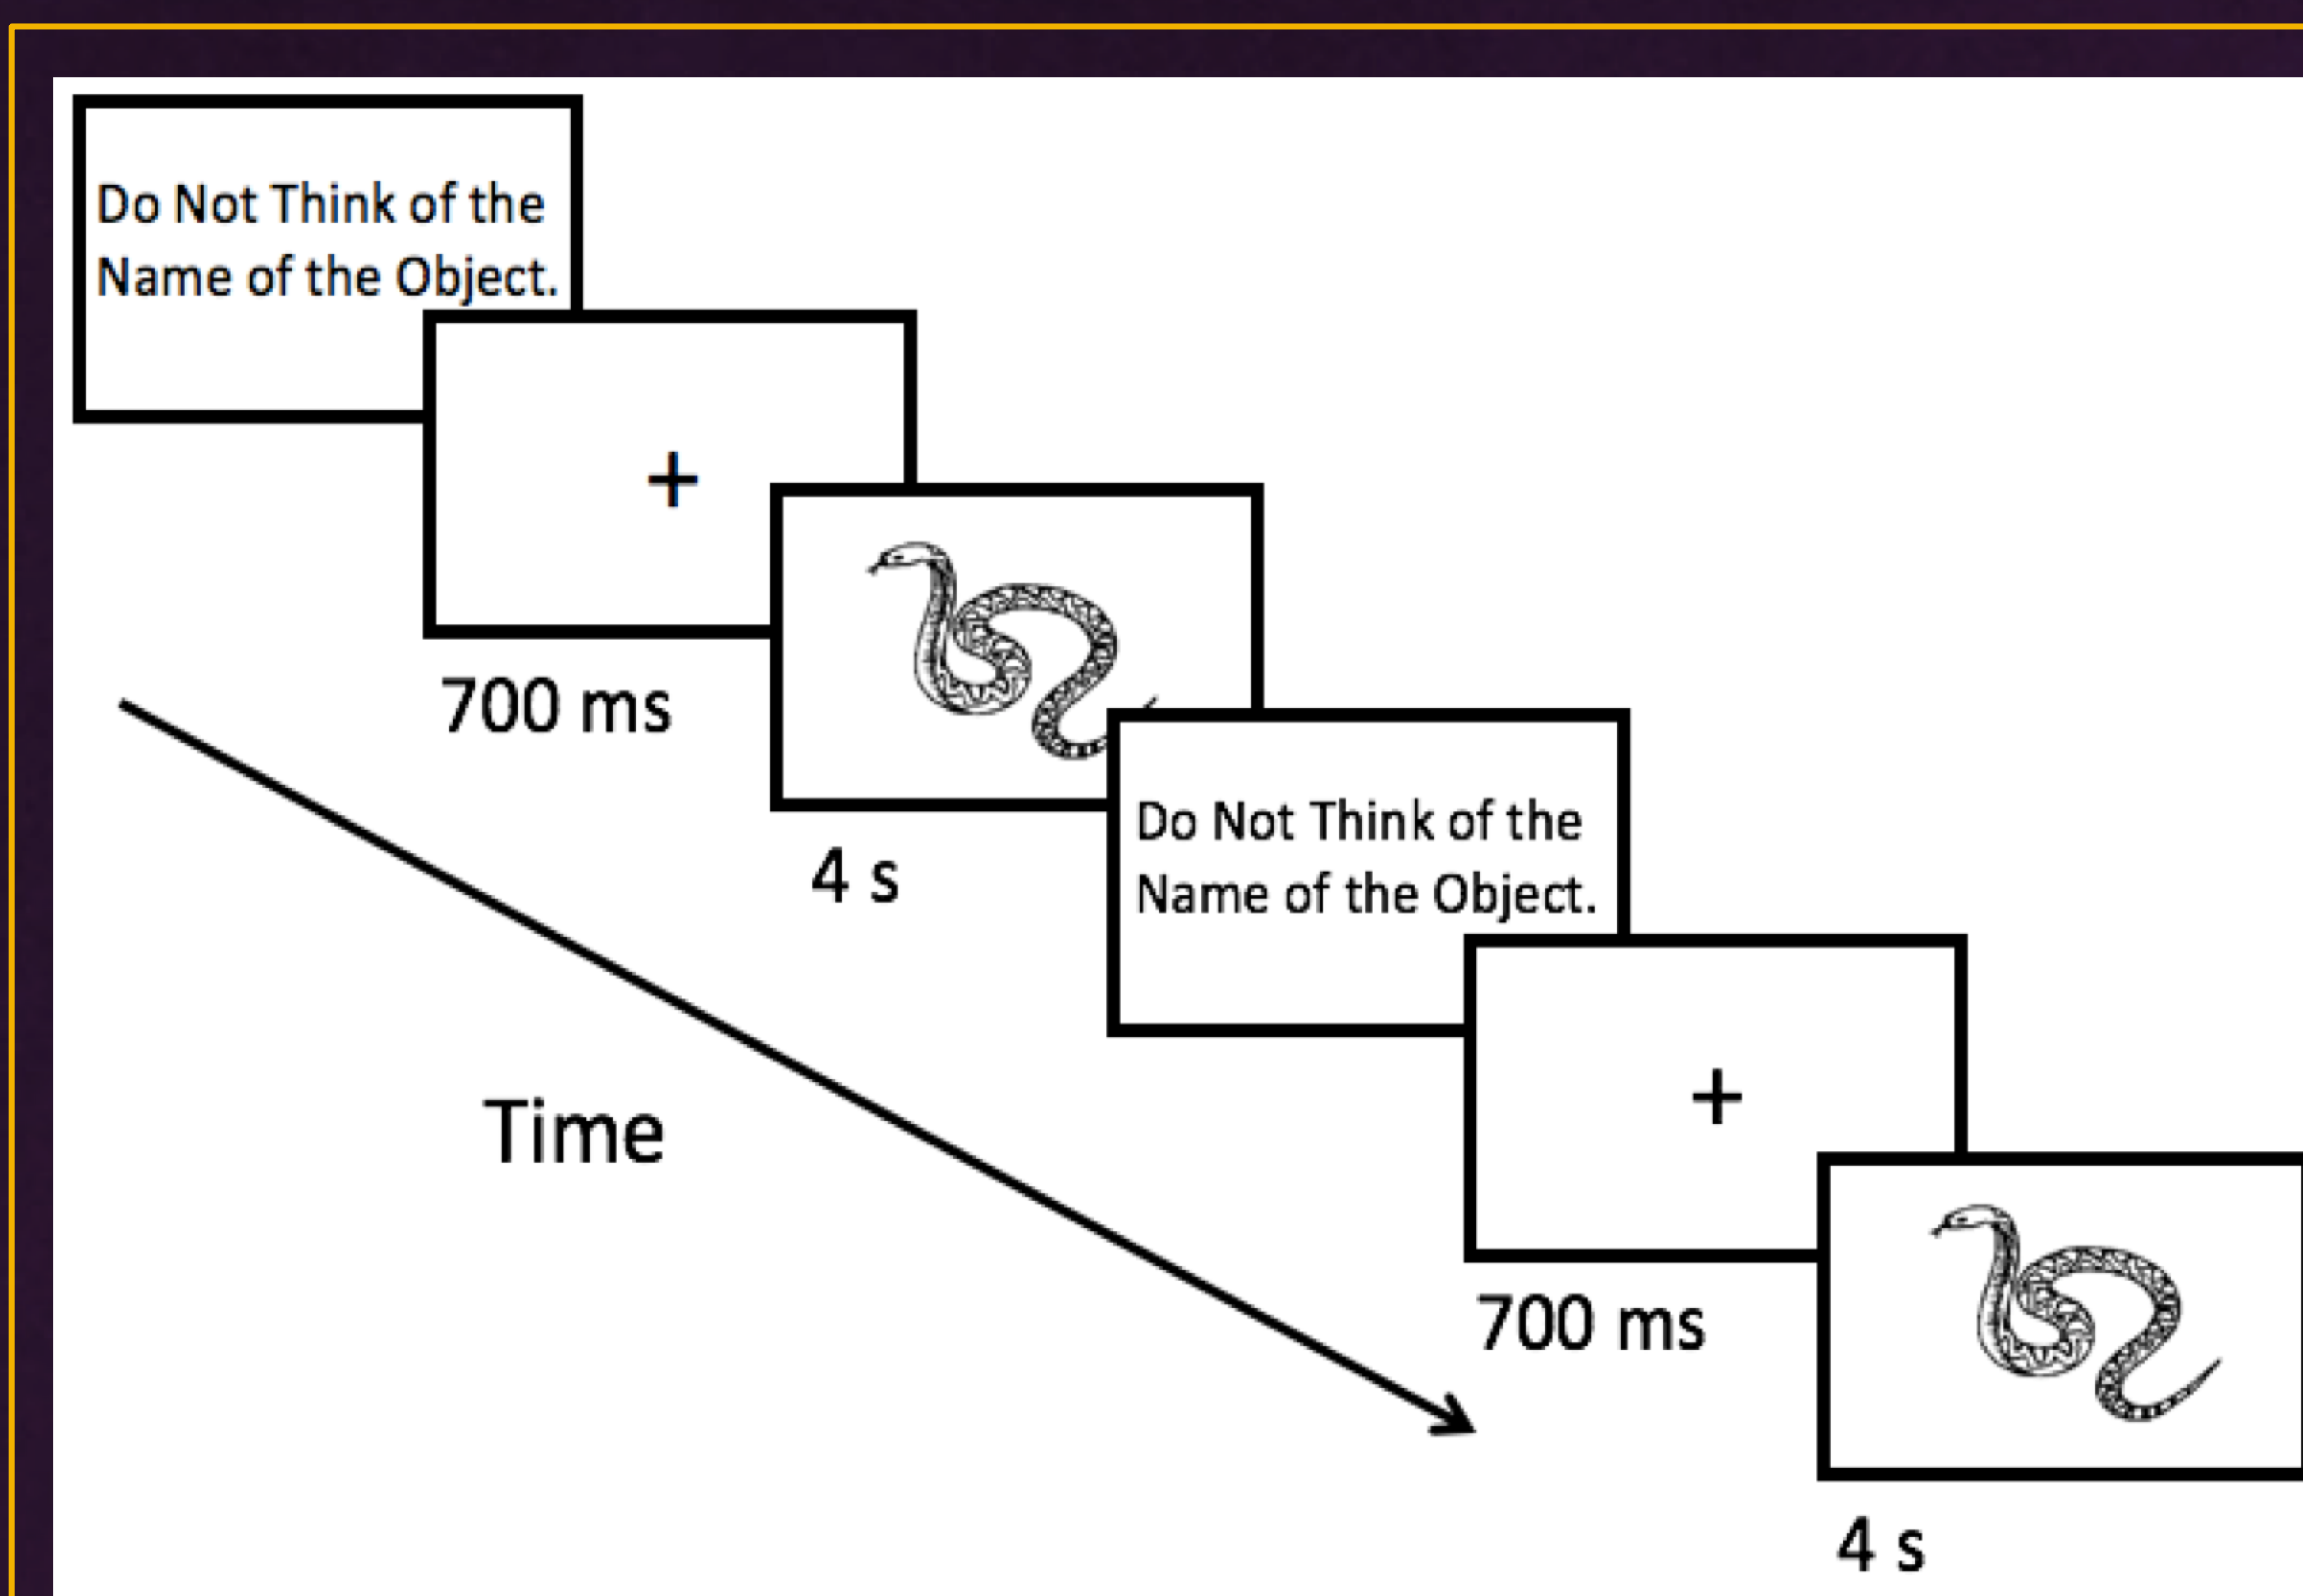 Do Not Think of the
Name of the Object.
+
700 ms
4 s
Do Not Think of the
Name of the Object.
+
700 ms
4 s
Time